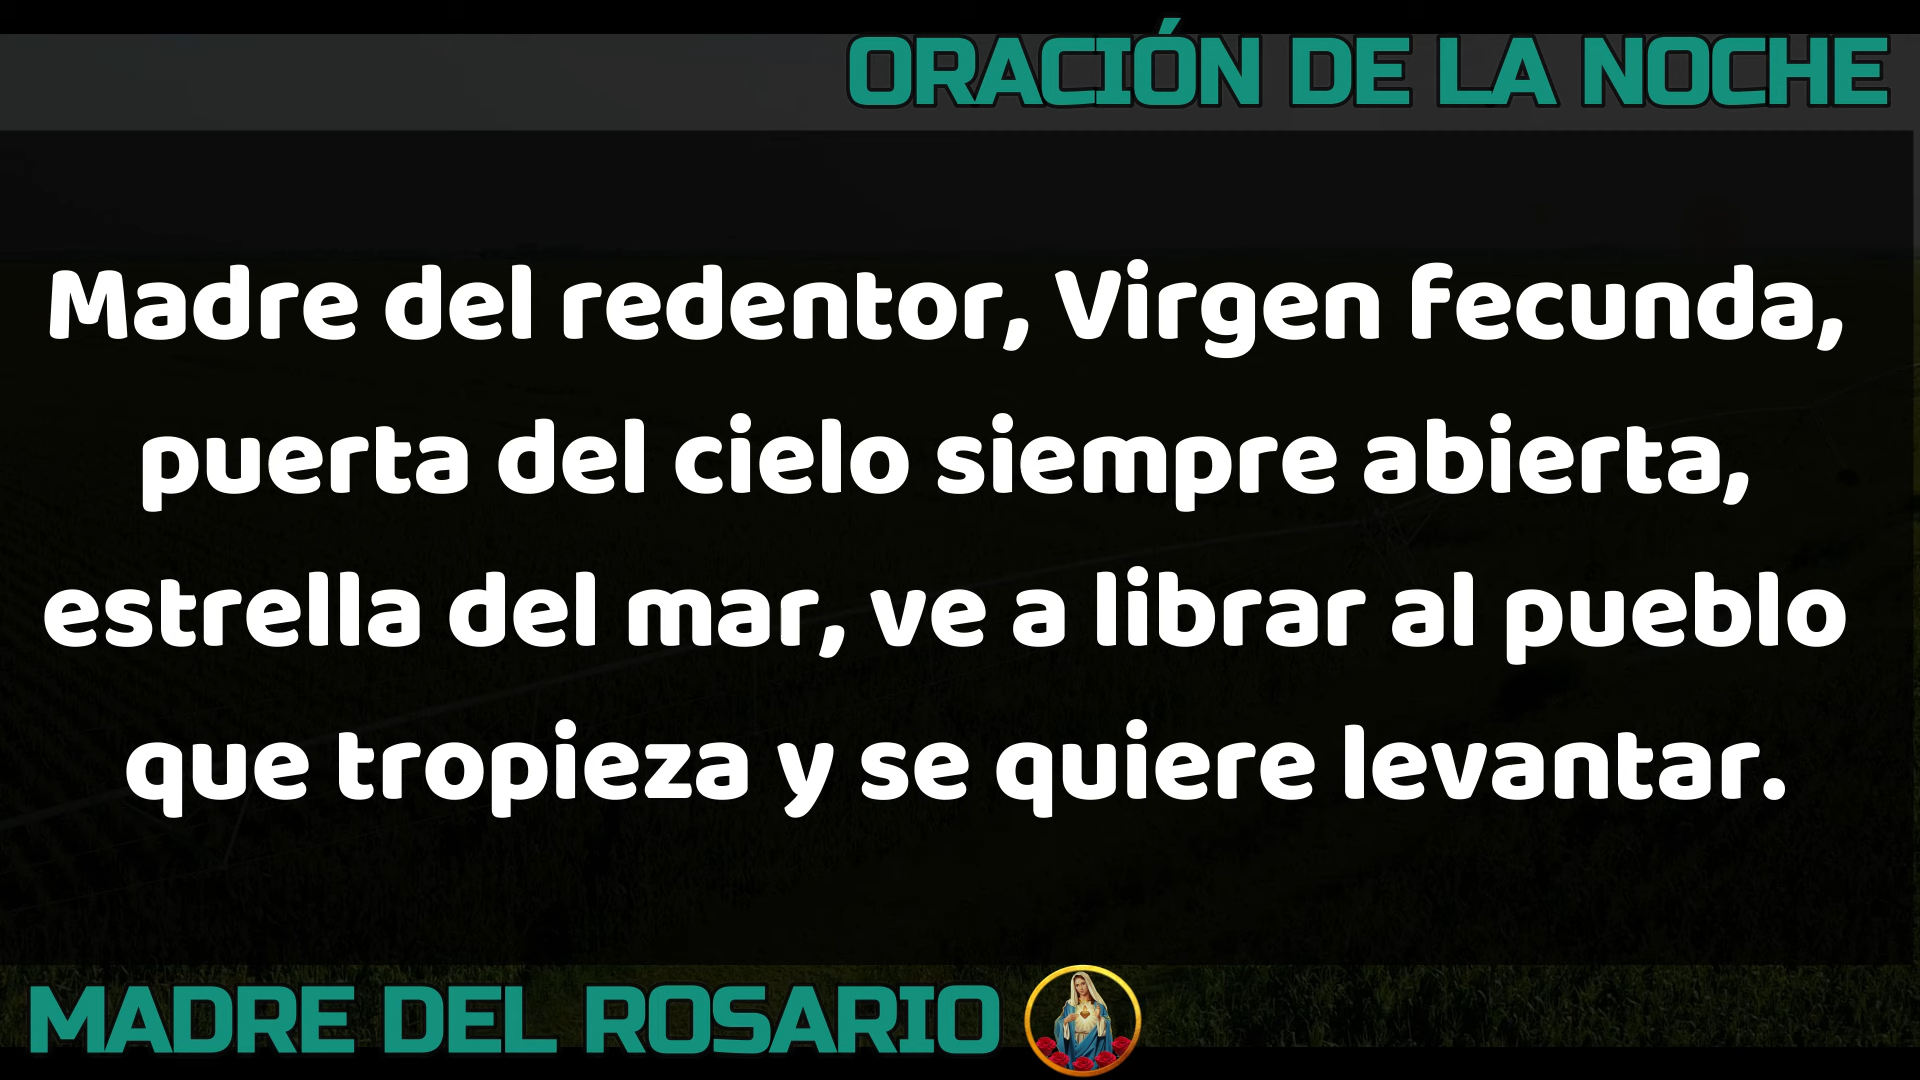 ORACIÓN DE LA NOCHE
Madre del redentor, Virgen fecunda,
puerta del cielo siempre abierta,
estrella del mar, ve a librar al pueblo
que tropieza y se quiere levantar.
MADRE DEL ROSARIO